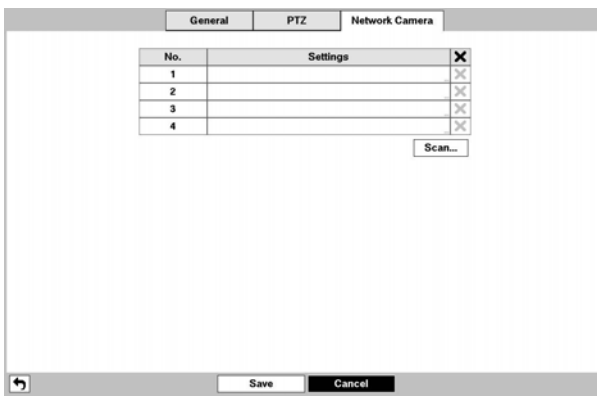 General PTZ Network Camera
No. Settings
1
2
3
4
Scan...
Save Cancel